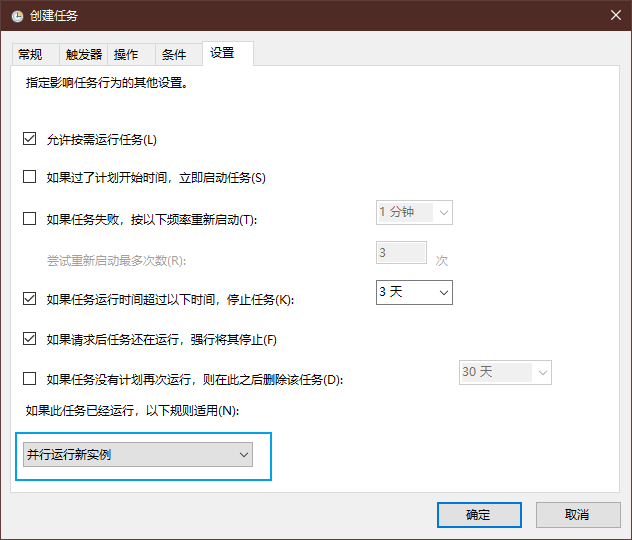 创建任务
常规 触发器 操作 条件 设置
指定影响任务行为的其他设置。
允许按需运行任务(L)
如果过了计划开始时间，立即启动任务(S)
如果任务失败，按以下频率重新启动(T): 1 分钟
尝试重新启动最多次数(R): 3 次
如果任务运行时间超过以下时间，停止任务(K): 3 天
如果请求后任务还在运行，强行将其停止(F)
如果任务没有计划再次运行，则在此之后删除该任务(D): 30 天
如果此任务已经运行，以下规则适用(N):
并行运行新实例
确定 取消